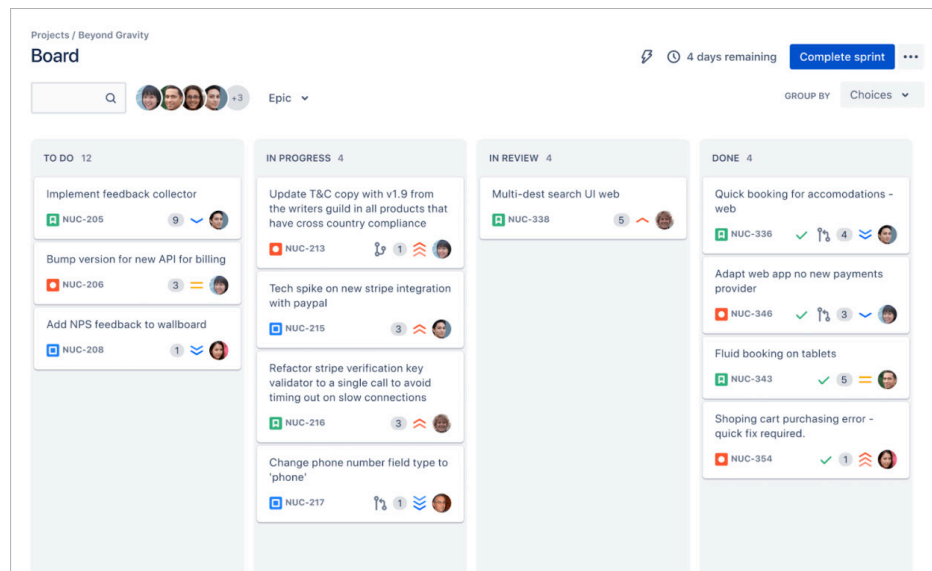 Projects / Beyond Gravity
Board
4 days remaining
Complete sprint
+3
Epic
GROUP BY
Choices
TO DO 12
Implement feedback collector
NUC-205
9
Bump version for new API for billing
NUC-206
3
Add NPS feedback to wallboard
NUC-208
1
IN PROGRESS 4
Update T&C copy with v1.9 from
the writers guild in all products that
have cross country compliance
NUC-213
1
Tech spike on new stripe integration
with paypal
NUC-215
3
Refactor stripe verification key
validator to a single call to avoid
timing out on slow connections
NUC-216
3
Change phone number field type to
'phone'
NUC-217
1
IN REVIEW 4
Multi-dest search UI web
NUC-338
5
DONE 4
Quick booking for accomodations -
web
NUC-336
4
Adapt web app no new payments
provider
NUC-346
3
Fluid booking on tablets
NUC-343
5
Shoping cart purchasing error -
quick fix required.
NUC-354
1